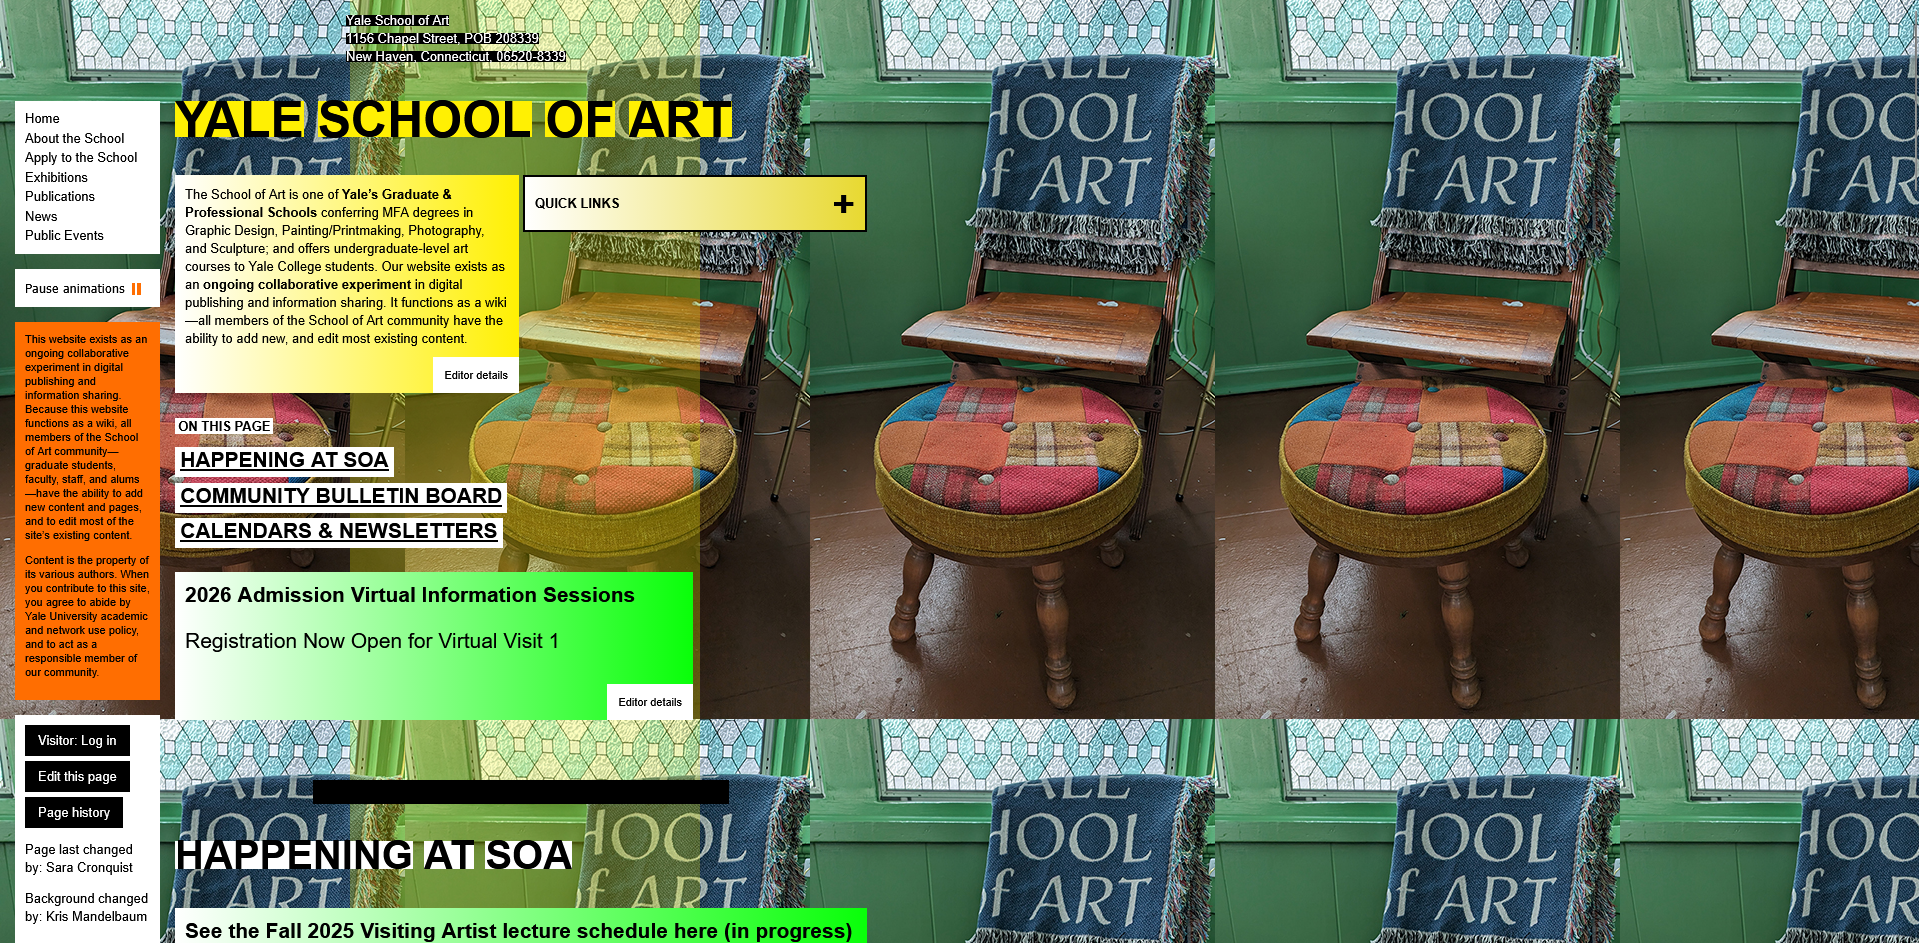 Yale School of Art
1156 Chapel Street, POB 208339
New Haven, Connecticut, 06520-8339
YALE SCHOOL OF ART
Home
About the School
Apply to the School
Exhibitions
Publications
News
Public Events
Pause animations
This website exists as an
ongoing collaborative
experiment in digital
publishing and
information sharing.
Because this website
functions as a wiki, all
members of the School
of Art community—
graduate students,
faculty, staff, and alums
—have the ability to add
new content and pages,
and to edit most of the
site's existing content.
Content is the property of
its various authors. When
you contribute to this site,
you agree to abide by
Yale University academic
and network use policy,
and to act as a
responsible member of
our community.
Visitor: Log in
Edit this page
Page history
Page last changed
by: Sara Cronquist
Background changed
by: Kris Mandelbaum
The School of Art is one of Yale's Graduate &
Professional Schools conferring MFA degrees in
Graphic Design, Painting/Printmaking, Photography,
and Sculpture; and offers undergraduate-level art
courses to Yale College students. Our website exists as
an ongoing collaborative experiment in digital
publishing and information sharing. It functions as a wiki
—all members of the School of Art community have the
ability to add new, and edit most existing content.
Editor details
QUICK LINKS
ON THIS PAGE
HAPPENING AT SOA
COMMUNITY BULLETIN BOARD
CALENDARS & NEWSLETTERS
2026 Admission Virtual Information Sessions
Registration Now Open for Virtual Visit 1
Editor details
HAPPENING AT SOA
See the Fall 2025 Visiting Artist lecture schedule here (in progress)